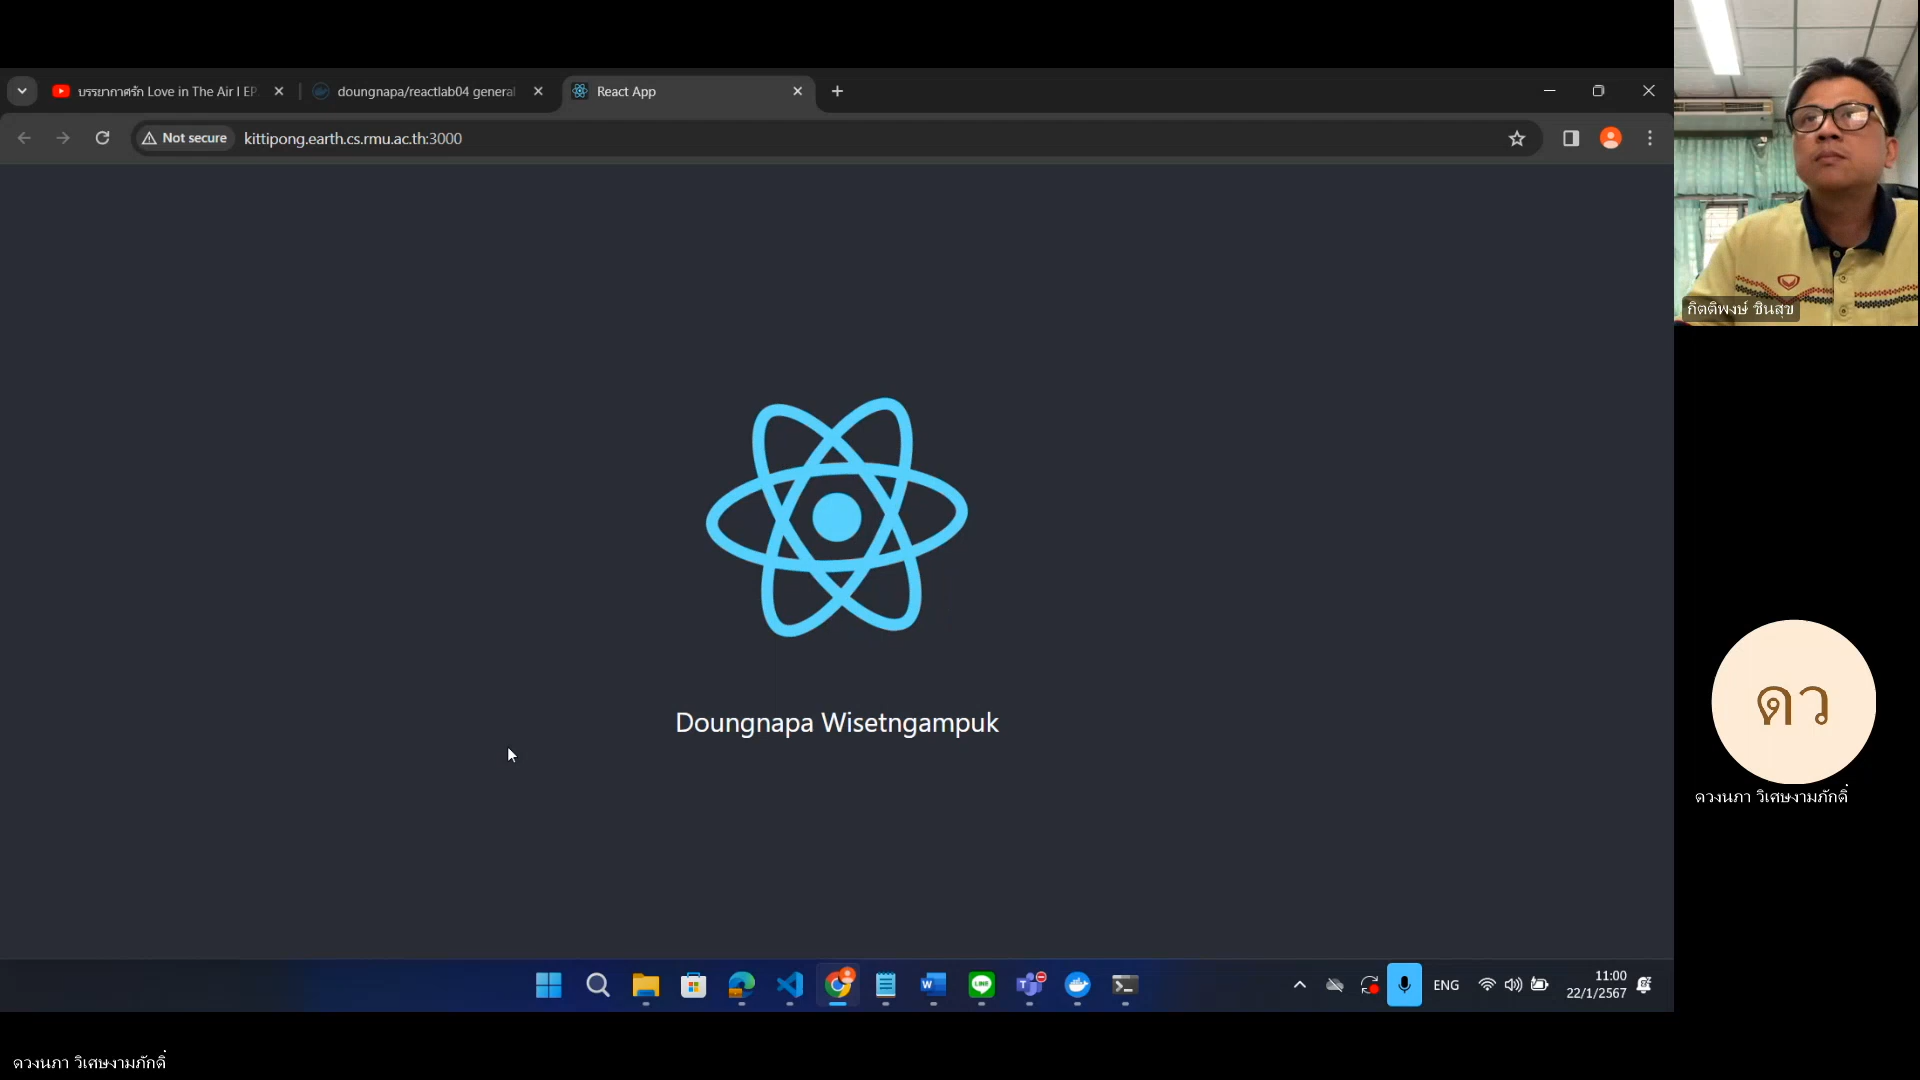 บรรยากาศรัก Love in The Air l EP
doungnapa/reactlab04 general
React App
Not secure
kittipong.earth.cs.rmu.ac.th:3000
กิตติพงษ์ ชินสุข
Doungnapa Wisetngampuk
ดว
ดวงนภา วิเศษงามภักดิ์
ENG
11:00
22/1/2567
ดวงนภา วิเศษงามภักดิ์